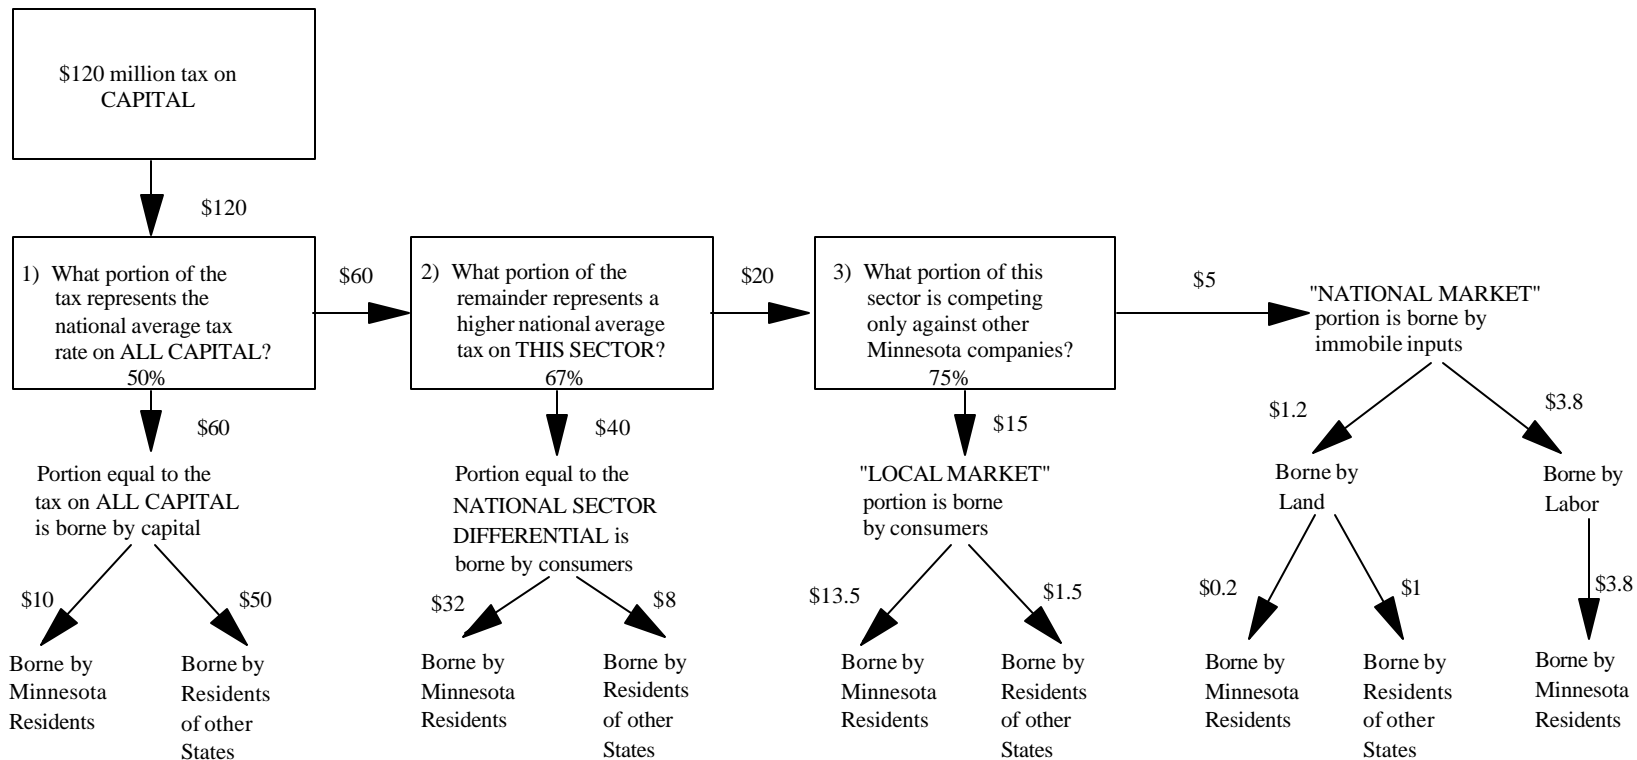 $120 million tax on
CAPITAL
$120
1) What portion of the
tax represents the
national average tax
rate on ALL CAPITAL?
50%
$60
2) What portion of the
remainder represents a
higher national average
tax on THIS SECTOR?
67%
$20
3) What portion of this
sector is competing
only against other
Minnesota companies?
75%
$5
"NATIONAL MARKET"
portion is borne by
immobile inputs
$60
Portion equal to the
tax on ALL CAPITAL
is borne by capital
$40
Portion equal to the
NATIONAL SECTOR
DIFFERENTIAL is
borne by consumers
$15
"LOCAL MARKET"
portion is borne
by consumers
$1.2
Borne by
Land
$3.8
Borne by
Labor
$10
Borne by
Minnesota
Residents
$50
Borne by
Residents
of other
States
$32
Borne by
Minnesota
Residents
$8
Borne by
Residents
of other
States
$13.5
Borne by
Minnesota
Residents
$1.5
Borne by
Residents
of other
States
$0.2
Borne by
Minnesota
Residents
$1
Borne by
Residents
of other
States
$3.8
Borne by
Minnesota
Residents